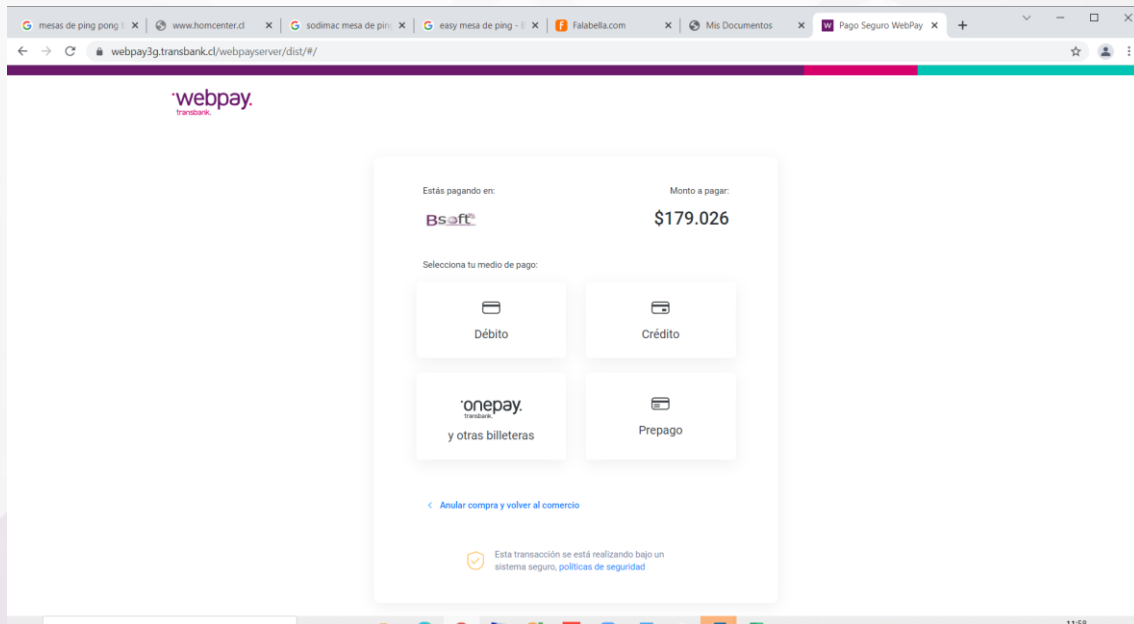 mesas de ping pong
www.homcenter.cl
sodimac mesa de ping
easy mesa de ping -
Falabella.com
Mis Documentos
Pago Seguro WebPay
webpay3g.transbank.cl/webpayserver/dist/#/
webpay.
transbank.
Estás pagando en:
Monto a pagar:
Bsoft
$179.026
Selecciona tu medio de pago:
Débito
Crédito
onepay.
transbank.
y otras billeteras
Prepago
Anular compra y volver al comercio
Esta transacción se está realizando bajo un
sistema seguro, políticas de seguridad
11:59